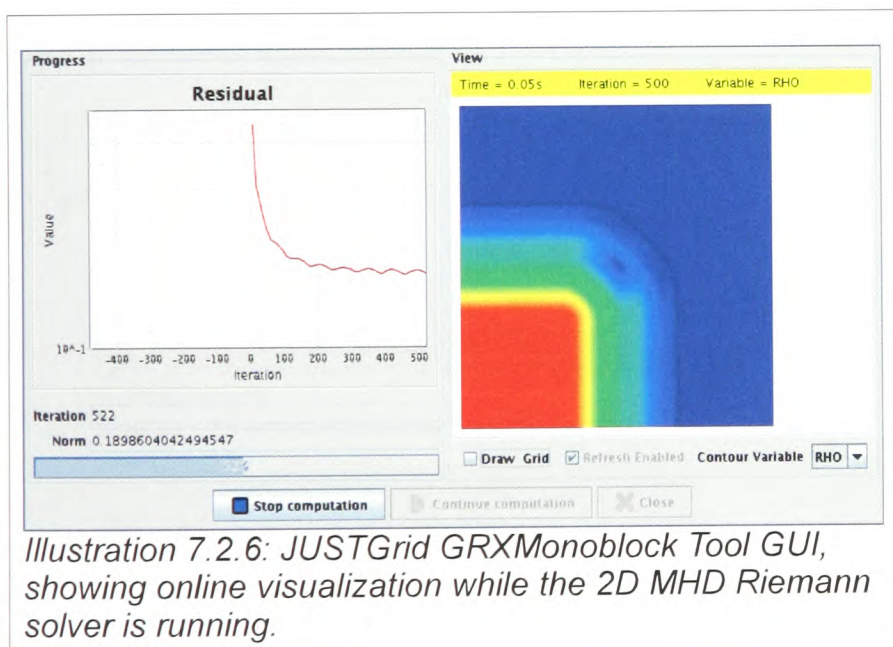 Progress
Residual
Value
10^-1
-400 -300 -200 -100 0 100 200 300 400 500
Iteration
Iteration 522
Norm 0.1898604042494547
View
Time = 0.05s Iteration = 500 Variable = RHO
Draw Grid Refresh Enabled Contour Variable RHO
Stop computation Continue computation Close
Illustration 7.2.6: JUSTGrid GRXMonoblock Tool GUI,
showing online visualization while the 2D MHD Riemann
solver is running.